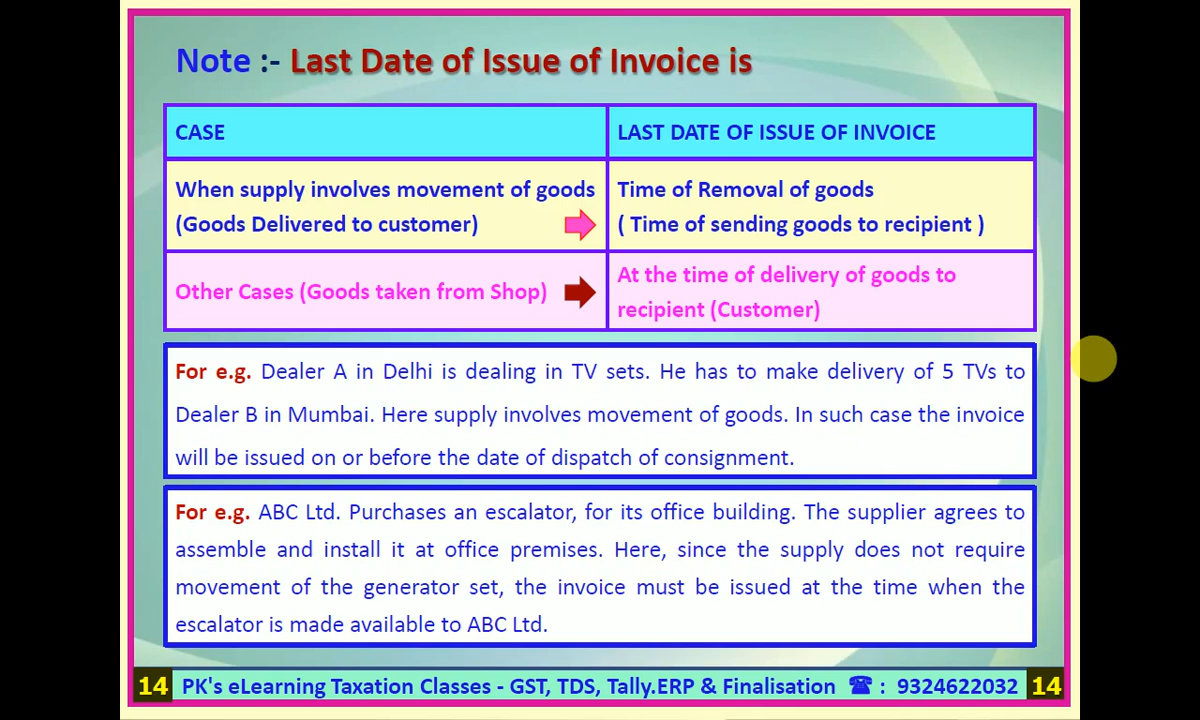 Note :- Last Date of Issue of Invoice is
CASE
LAST DATE OF ISSUE OF INVOICE
When supply involves movement of goods
(Goods Delivered to customer)
Time of Removal of goods
( Time of sending goods to recipient )
Other Cases (Goods taken from Shop)
At the time of delivery of goods to
recipient (Customer)
For e.g. Dealer A in Delhi is dealing in TV sets. He has to make delivery of 5 TVs to
Dealer B in Mumbai. Here supply involves movement of goods. In such case the invoice
will be issued on or before the date of dispatch of consignment.
For e.g. ABC Ltd. Purchases an escalator, for its office building. The supplier agrees to
assemble and install it at office premises. Here, since the supply does not require
movement of the generator set, the invoice must be issued at the time when the
escalator is made available to ABC Ltd.
14 PK's eLearning Taxation Classes - GST, TDS, Tally.ERP & Finalisation ☎ : 9324622032 14